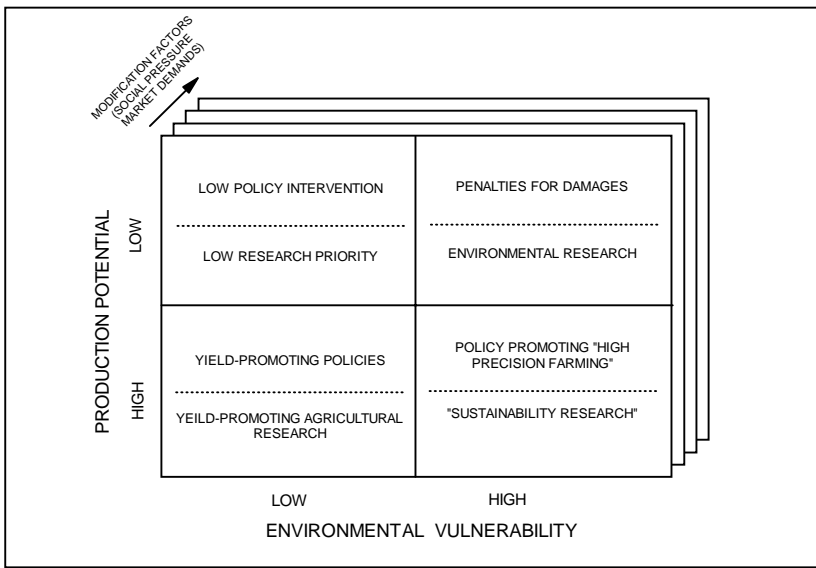 MODIFICATION FACTORS
(SOCIAL PRESSURE
MARKET DEMANDS)
LOW POLICY INTERVENTION
LOW RESEARCH PRIORITY
PENALTIES FOR DAMAGES
ENVIRONMENTAL RESEARCH
YIELD-PROMOTING POLICIES
YEILD-PROMOTING AGRICULTURAL
RESEARCH
POLICY PROMOTING "HIGH
PRECISION FARMING"
"SUSTAINABILITY RESEARCH"
PRODUCTION POTENTIAL
LOW
HIGH
LOW
HIGH
ENVIRONMENTAL VULNERABILITY